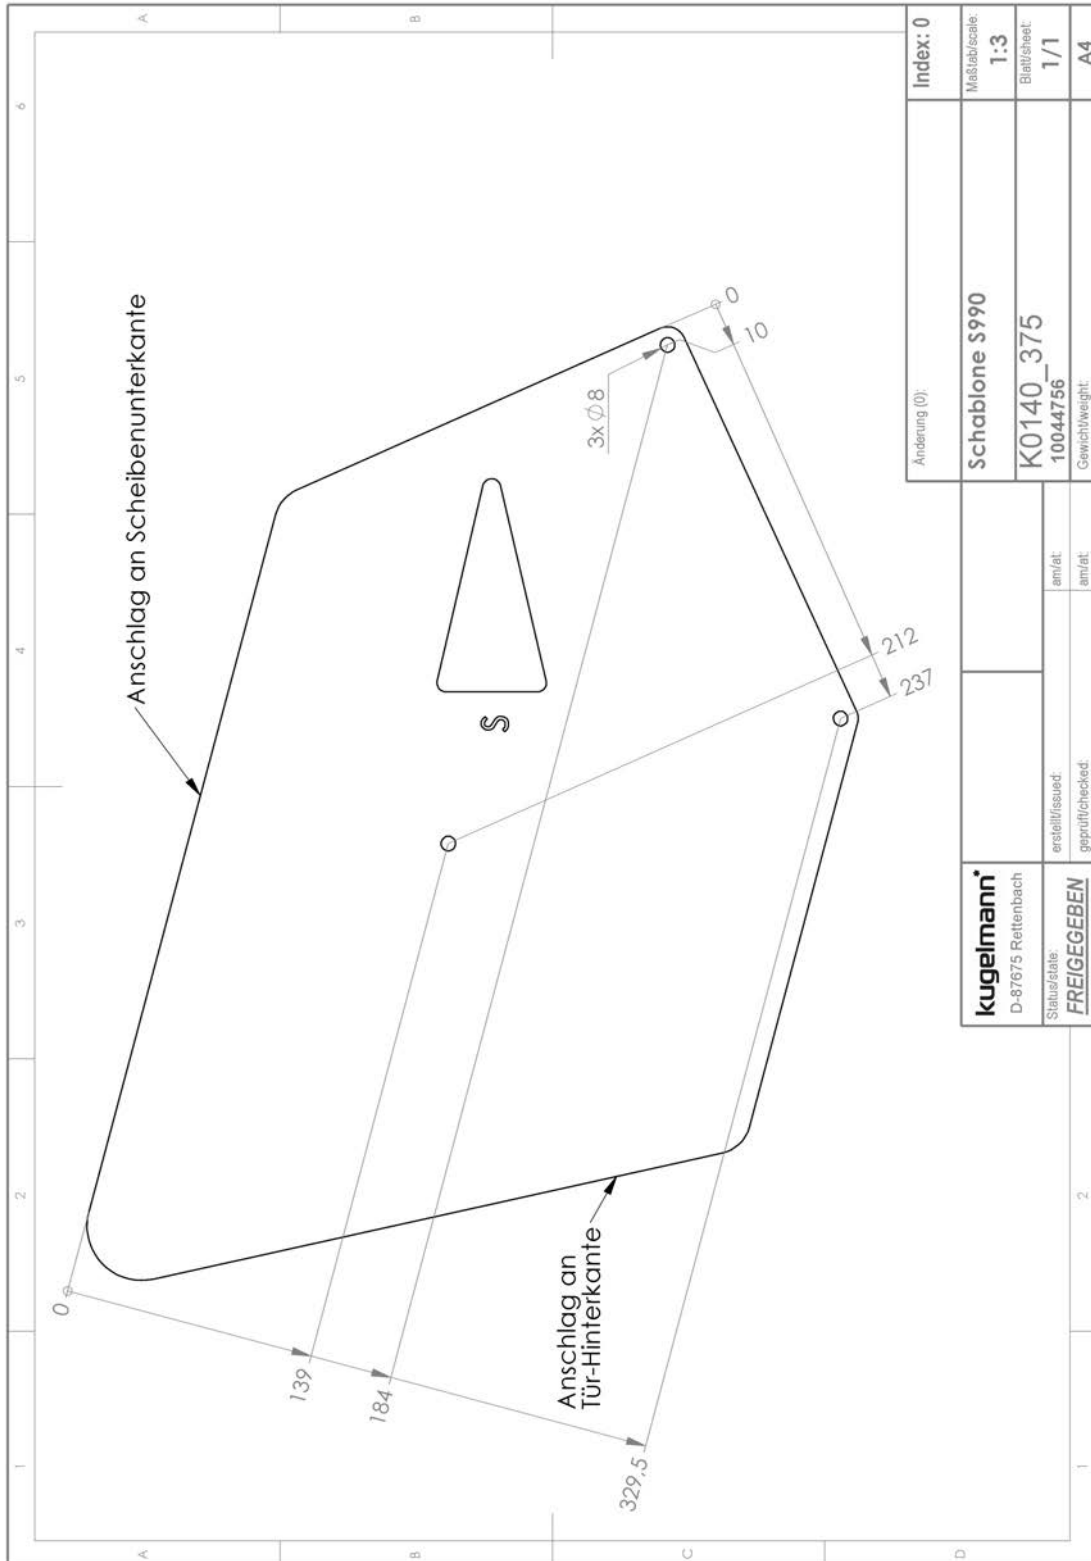 6
5
4
3
2
1
A
B
A
B
C
D
2
1
Anschlag an Scheibenunterkante
3x Ø8
S
0
10
212
237
0
139
184
329,5
Anschlag an
Tür-Hinterkante
Änderung (0):
Index: 0
Schablone S990
Maßstab/scale:
1:3
K0140_375
10044756
Blatt/sheet:
1/1
Gewicht/weight:
A4
kugelmann*
D-87675 Rettenbach
Status/state:
FREIGEGEBEN
erstellt/issued:
am/at:
geprüft/checked:
am/at: